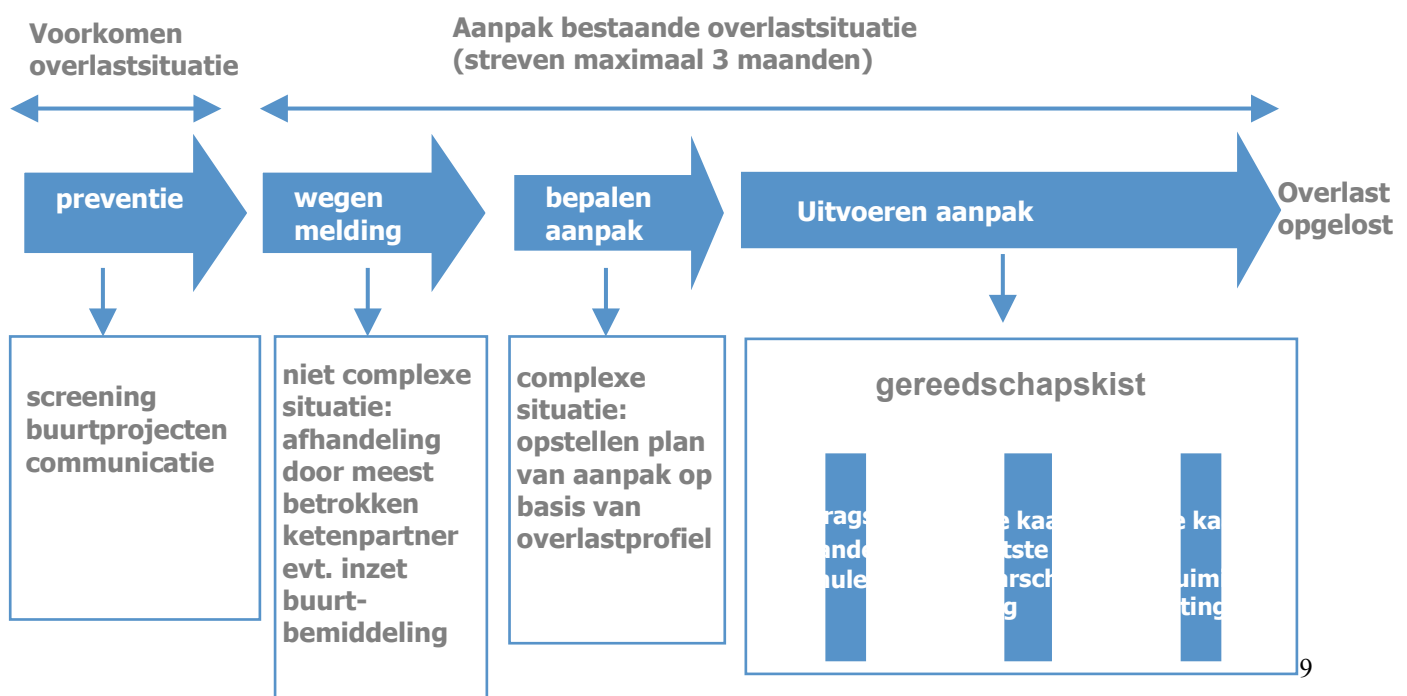 Voorkomen
overlastsituatie
Aanpak bestaande overlastsituatie
(streven maximaal 3 maanden)
preventie
wegen
melding
bepalen
aanpak
Uitvoeren aanpak
Overlast
opgelost
screening
buurtprojecten
communicatie
niet complexe
situatie:
afhandeling
door meest
betrokken
ketenpartner
evt. inzet
buurt-
bemiddeling
complexe
situatie:
opstellen plan
van aanpak op
basis van
overlastprofiel
gereedschapskist
9